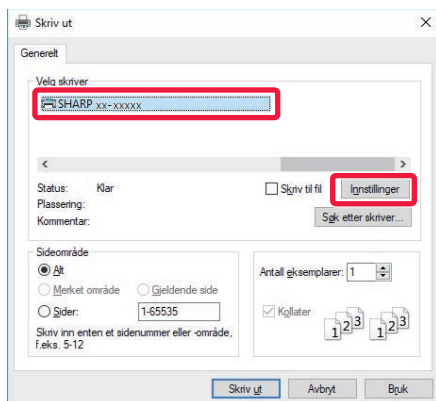 Skriv ut
Generelt
Velg skriver
SHARP xx-xxxxx
Status: Klar
Skriv til fil
Innstillinger
Plassering:
Kommentar:
Søk etter skriver...
Sideområde
Alt
Merket område
Gjeldende side
Sider: 1-65535
Skriv inn enten et sidenummer eller -område,
f.eks. 5-12
Antall eksemplarer: 1
Kollater
1 2 3 1 2 3
Skriv ut
Avbryt
Bruk